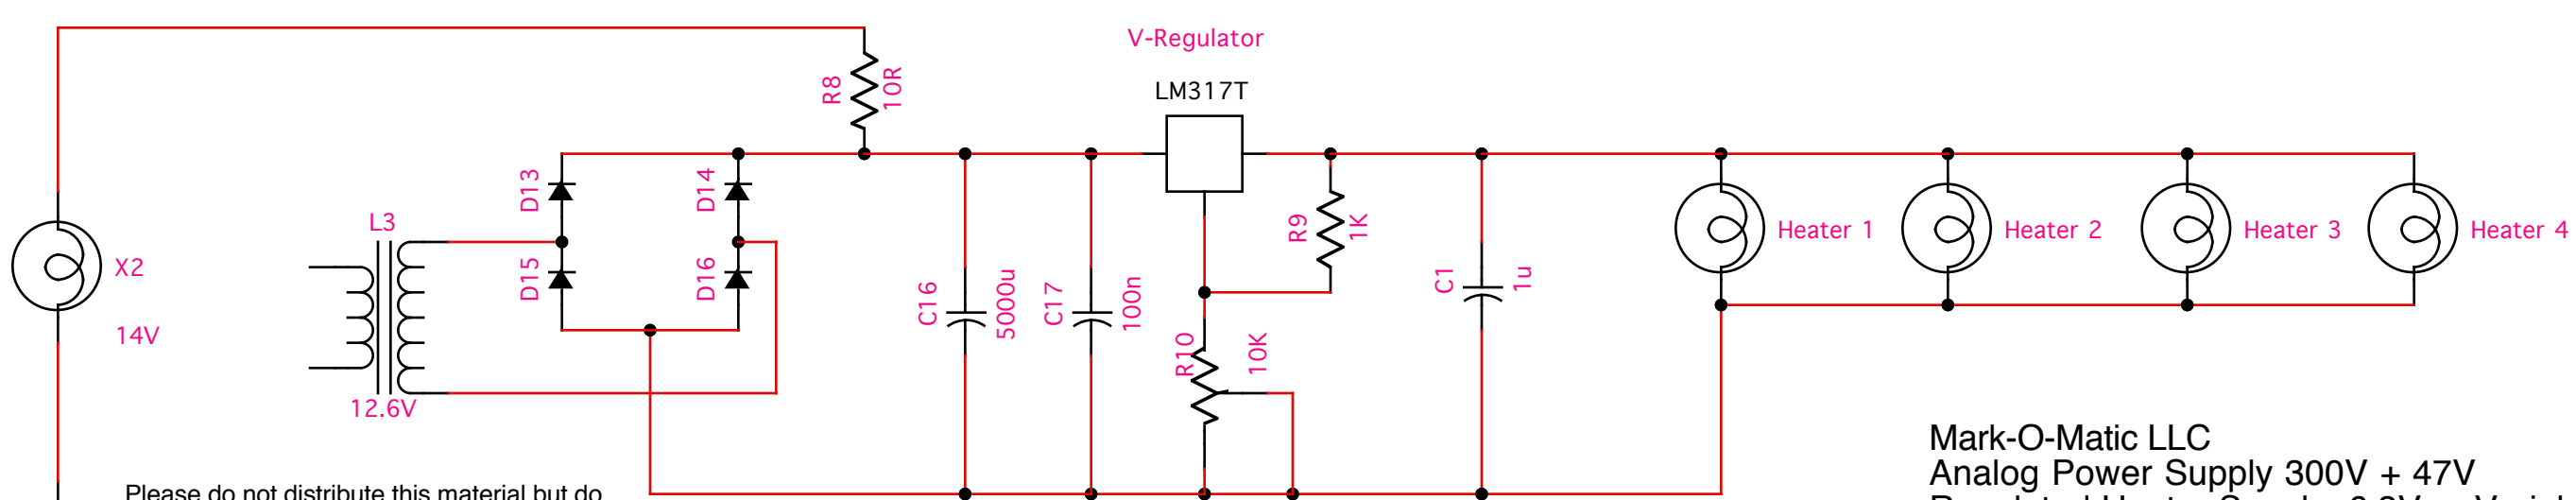 V-Regulator
R8
10R
LM317T
D13
D14
L3
R9
1K
Heater 1
Heater 2
Heater 3
Heater 4
X2
D15
D16
C16
5000u
C17
100n
C1
1u
14V
R10
10K
12.6V
Mark-O-Matic LLC
Analog Power Supply 300V + 47V
Please do not distribute this material but do